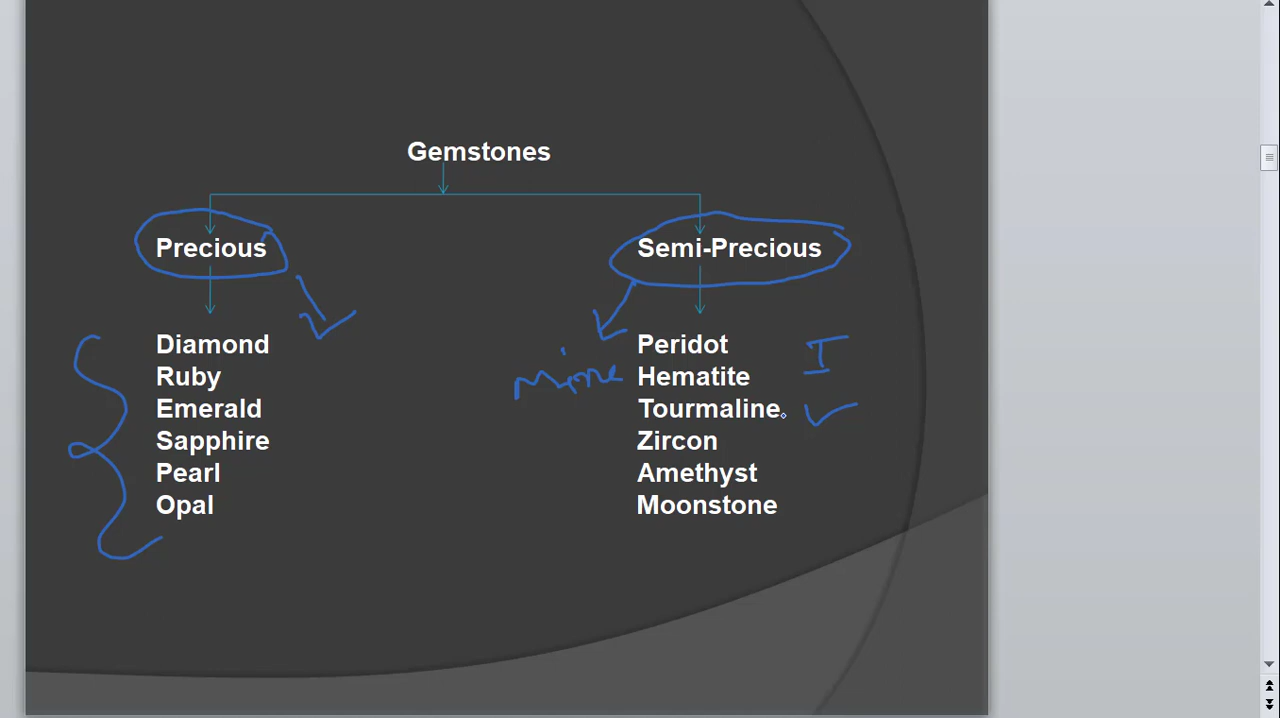 Gemstones
Precious
Semi-Precious
Diamond
Ruby
Emerald
Sapphire
Pearl
Opal
Peridot
Hematite
Tourmaline
Zircon
Amethyst
Moonstone
I